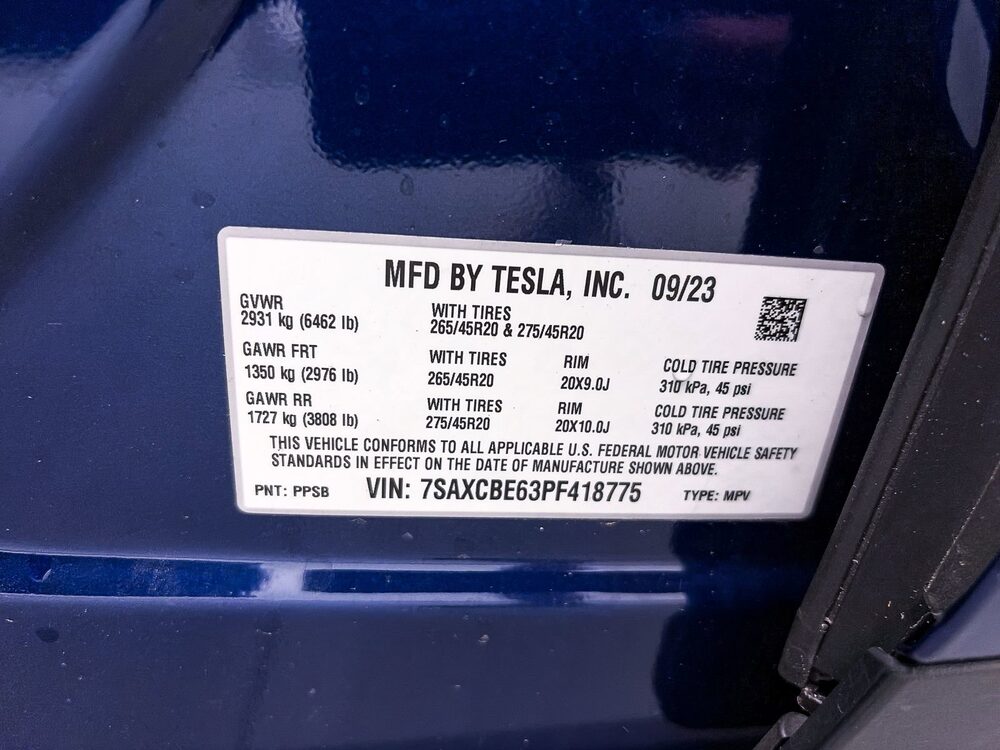 MFD BY TESLA, INC. 09/23
GVWR
2931 kg (6462 lb)
WITH TIRES
265/45R20 & 275/45R20
GAWR FRT
1350 kg (2976 lb)
WITH TIRES
265/45R20
RIM
20X9.0J
COLD TIRE PRESSURE
310 kPa, 45 psi
GAWR RR
1727 kg (3808 lb)
WITH TIRES
275/45R20
RIM
20X10.0J
COLD TIRE PRESSURE
310 kPa, 45 psi
THIS VEHICLE CONFORMS TO ALL APPLICABLE U.S. FEDERAL MOTOR VEHICLE SAFETY
STANDARDS IN EFFECT ON THE DATE OF MANUFACTURE SHOWN ABOVE.
PNT: PPSB VIN: 7SAXCBE63PF418775 TYPE: MPV